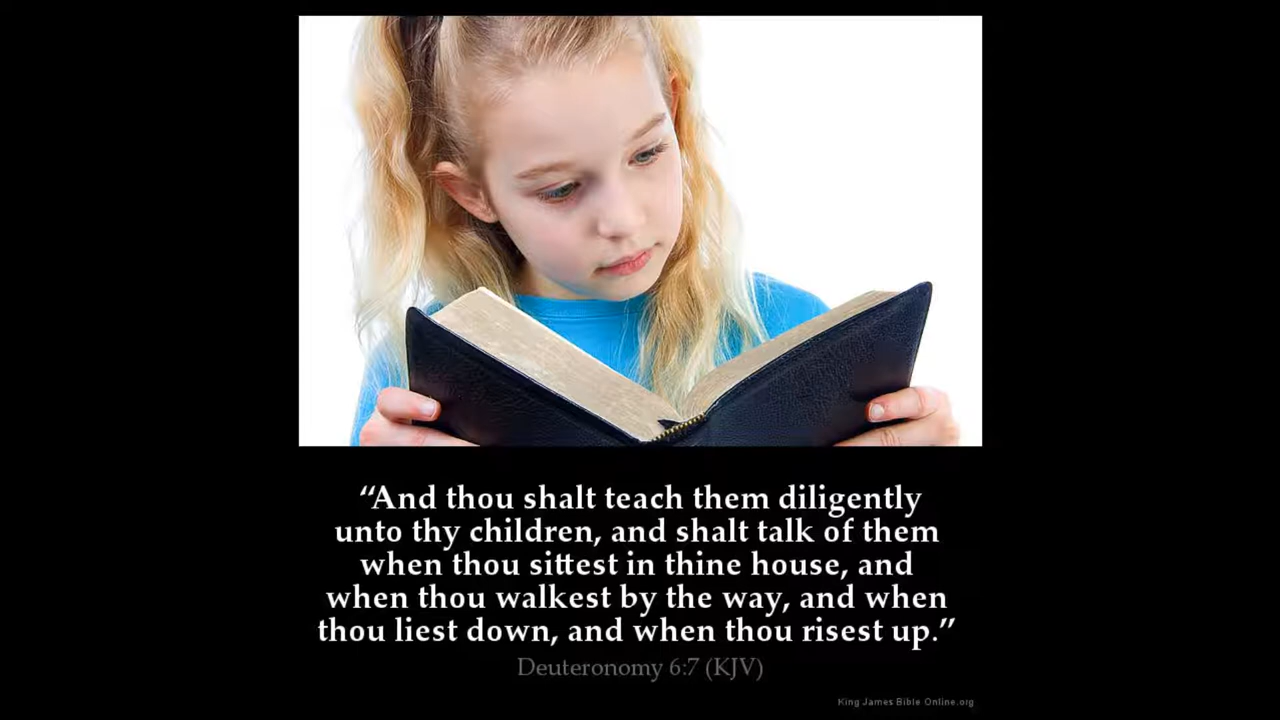 “And thou shalt teach them diligently
unto thy children, and shalt talk of them
when thou sittest in thine house, and
when thou walkest by the way, and when
thou liest down, and when thou risest up.”
Deuteronomy 6:7 (KJV)
King James Bible Online.org